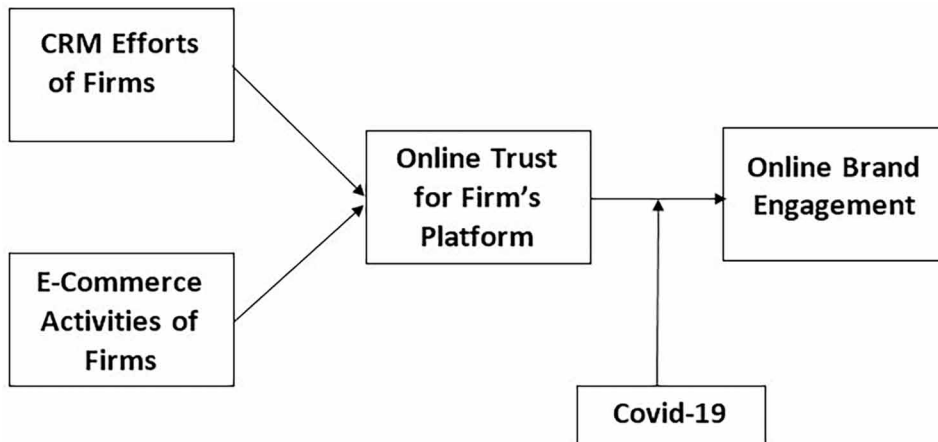 CRM Efforts
of Firms
Online Trust
for Firm's
Platform
Online Brand
Engagement
E-Commerce
Activities of
Firms
Covid-19